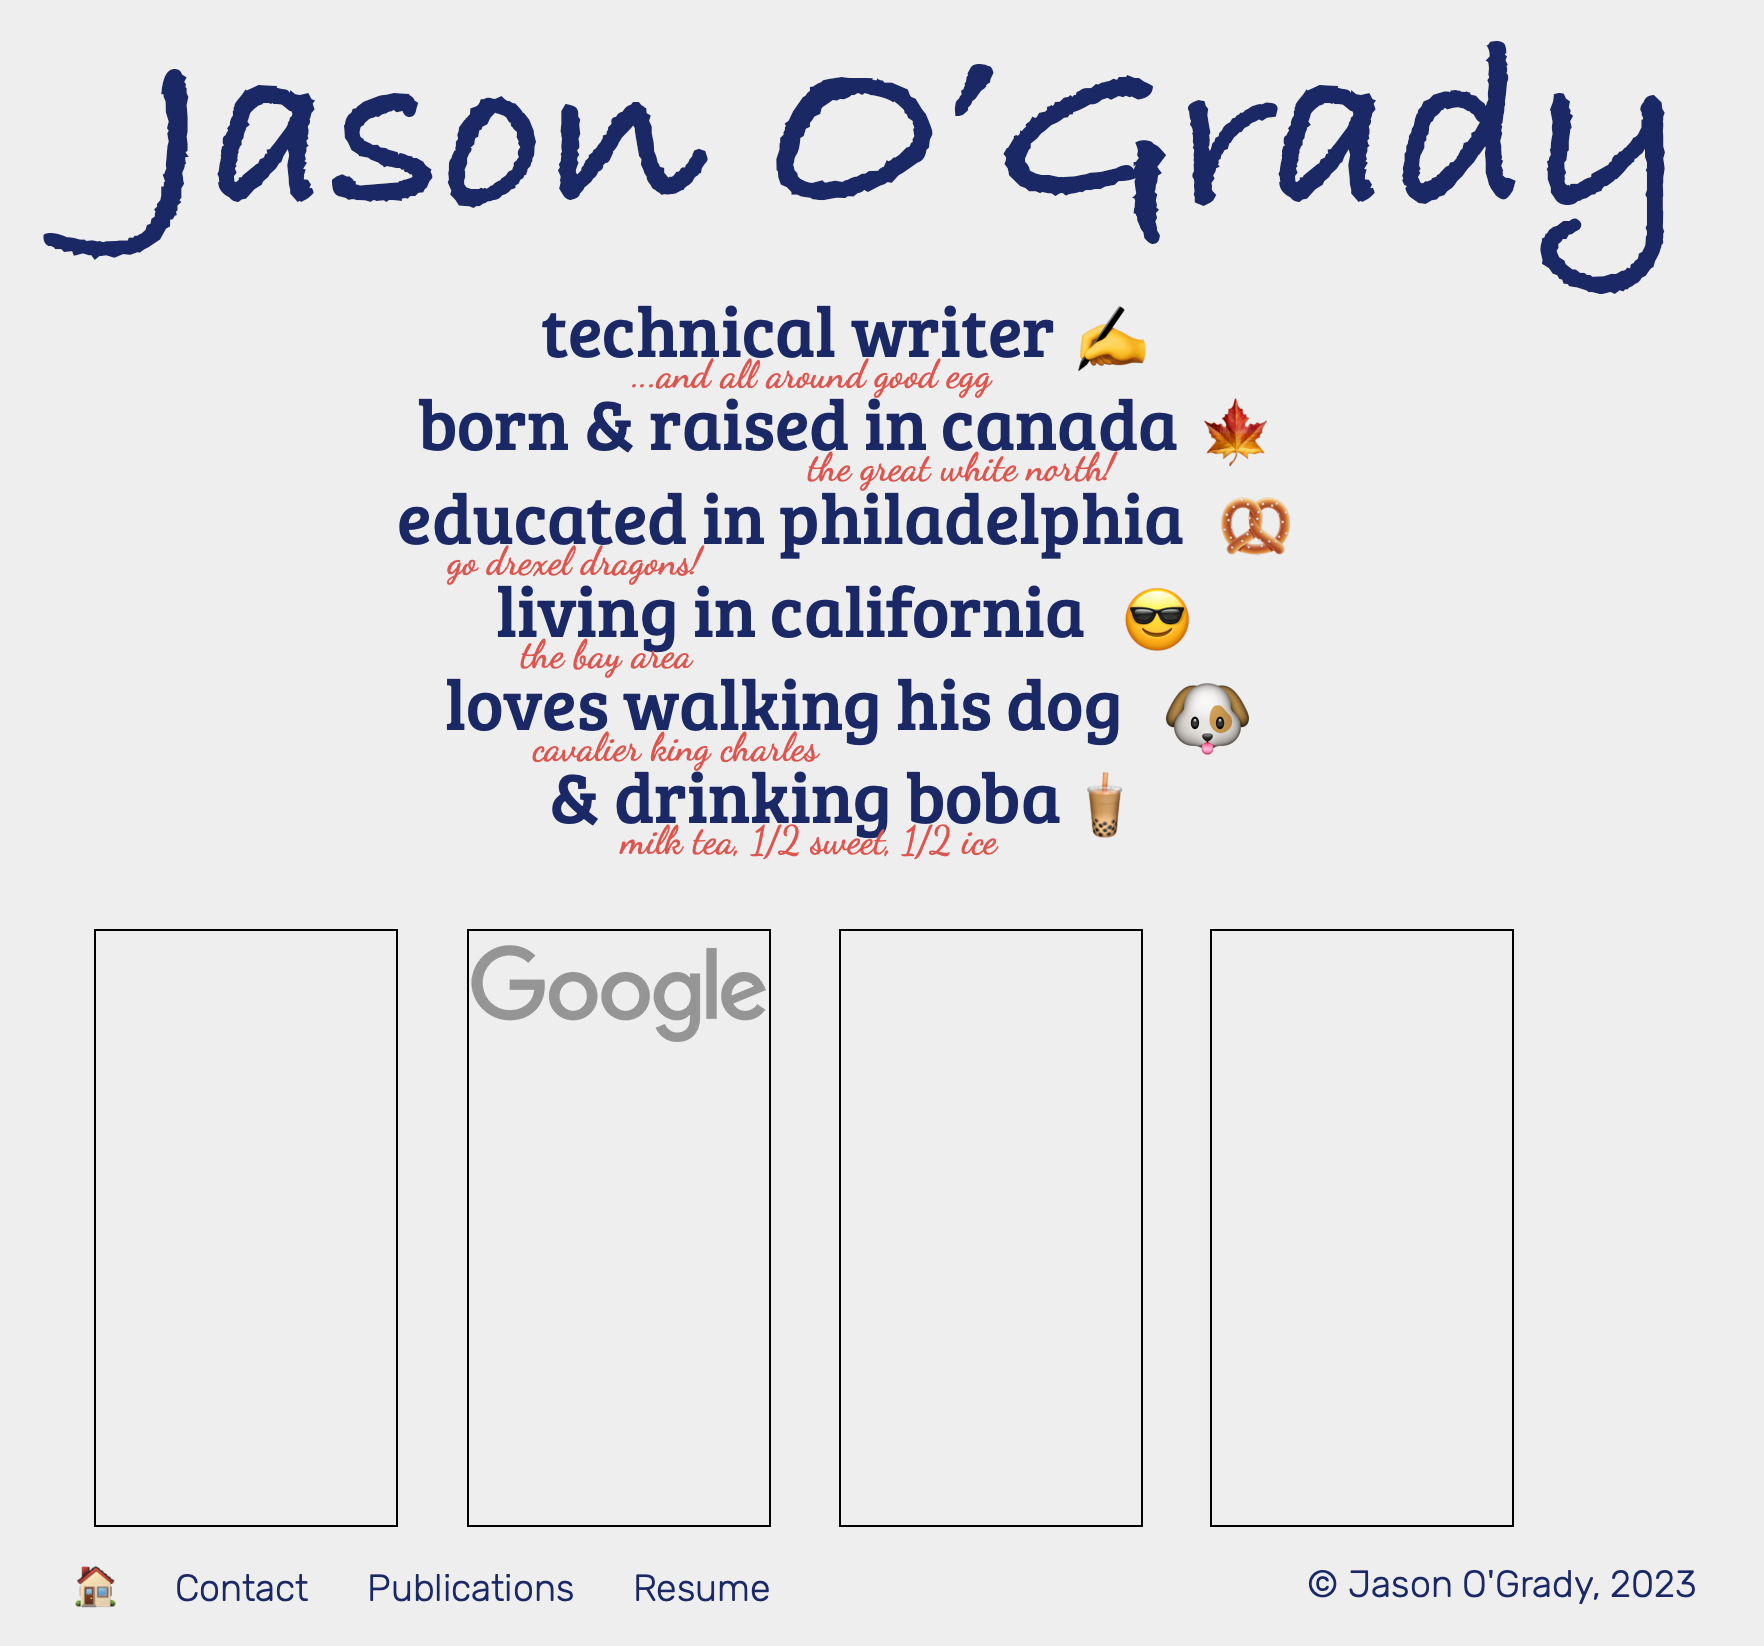 Jason O'Grady
technical writer ✍️
...and all around good egg
born & raised in canada 🍁
the great white north!
educated in philadelphia 🥨
go drexel dragons!
living in california 😎
the bay area
loves walking his dog 🐶
cavalier king charles
& drinking boba 🧋
milk tea, 1/2 sweet, 1/2 ice
Google
🏠 Contact Publications Resume
© Jason O'Grady, 2023